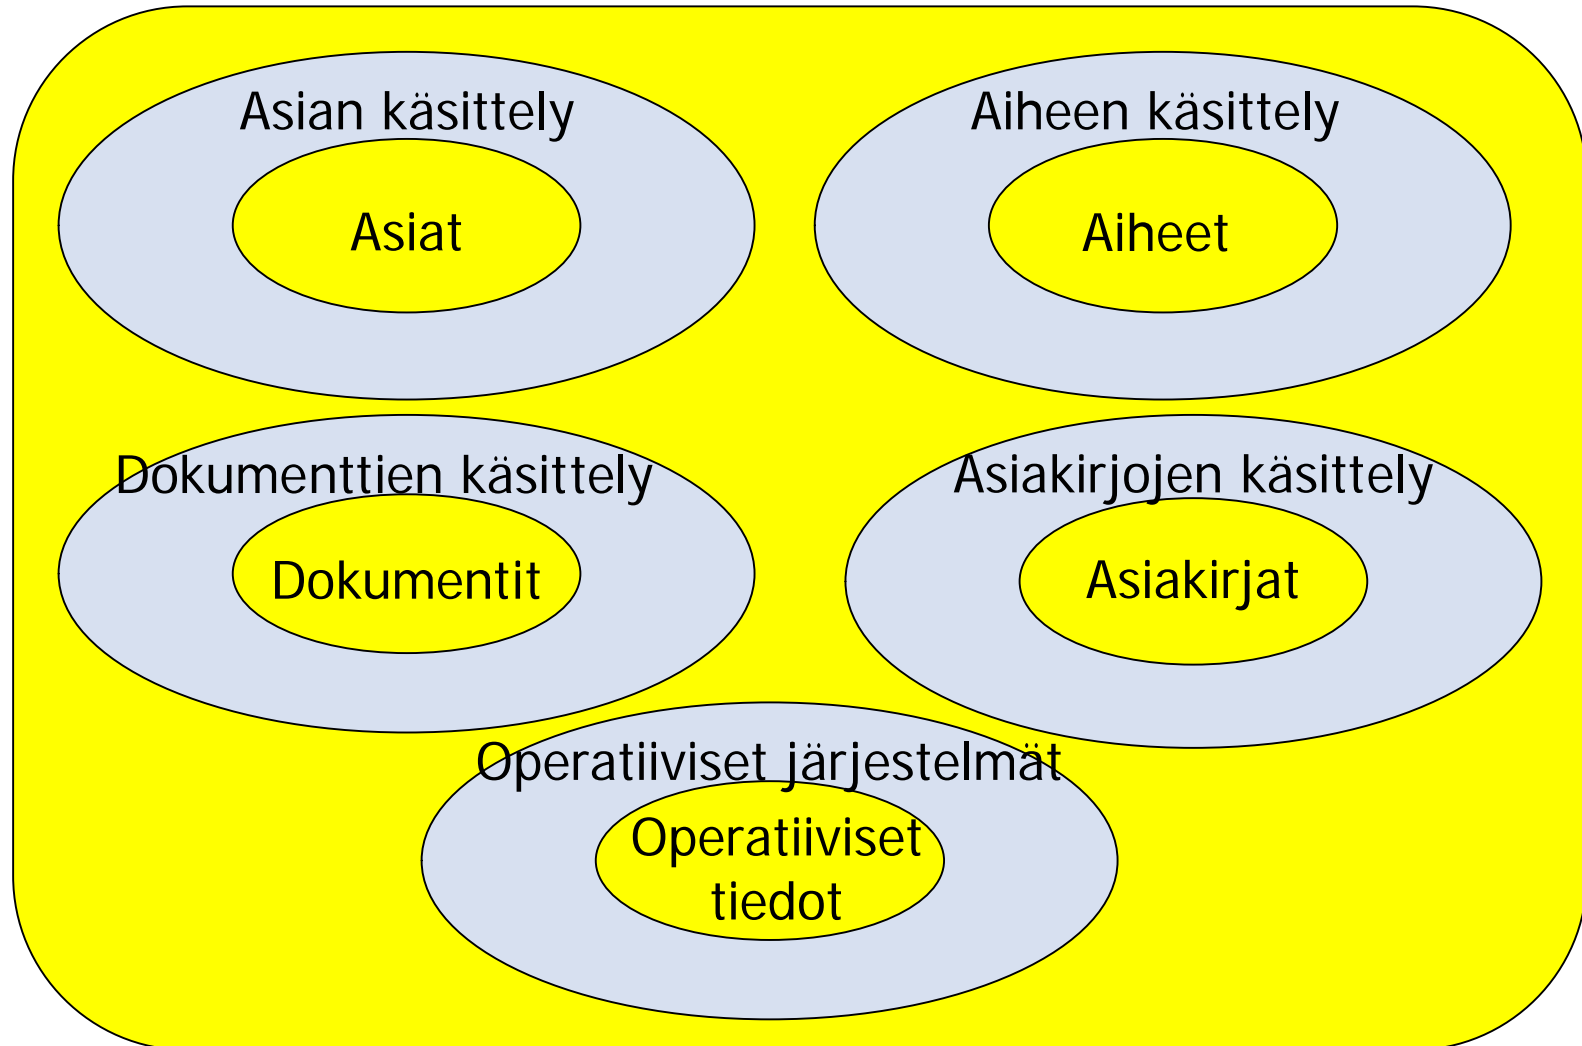 Asian käsittely
Asiat
Aiheen käsittely
Aiheet
Dokumenttien käsittely
Dokumentit
Asiakirjojen käsittely
Asiakirjat
Operatiiviset järjestelmät
Operatiiviset
tiedot